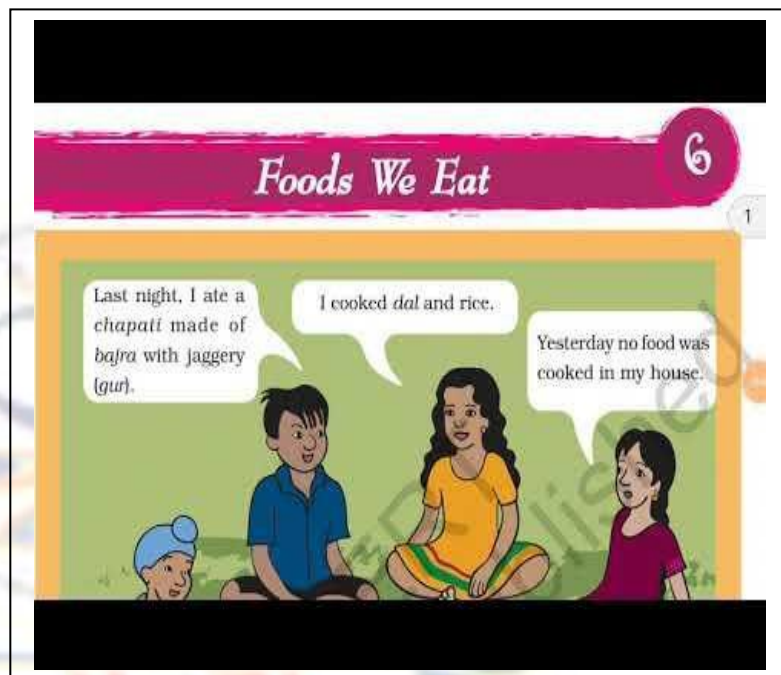 6
Foods We Eat
1
Last night, I ate a
chapati made of
bajra with jaggery
(gur).
I cooked dal and rice.
Yesterday no food was
cooked in my house.